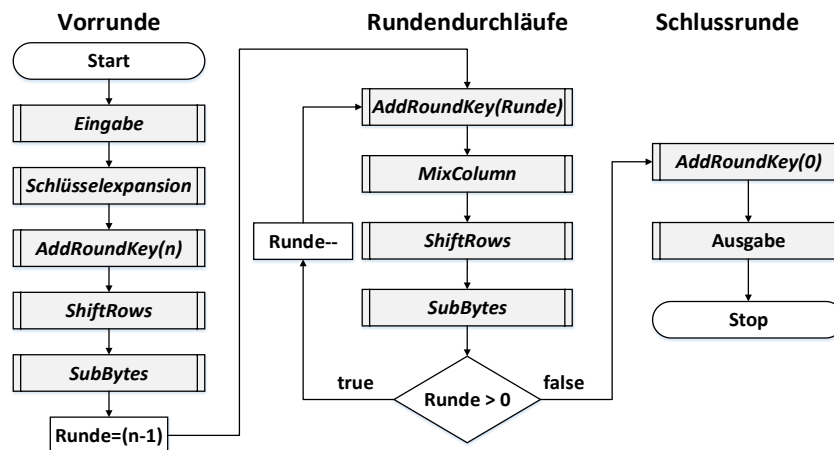 Vorrunde
Start
Eingabe
Schlüsselexpansion
AddRoundKey(n)
ShiftRows
SubBytes
Runde=(n-1)
Rundendurchläufe
AddRoundKey(Runde)
MixColumn
Runde--
ShiftRows
SubBytes
true
Runde > 0
false
Schlussrunde
AddRoundKey(0)
Ausgabe
Stop